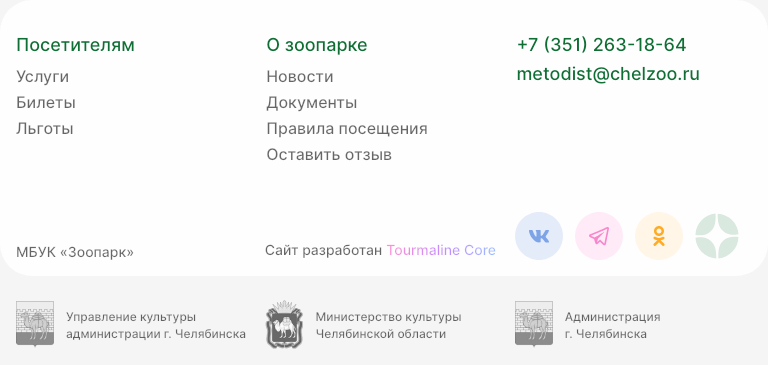 Посетителям
Услуги
Билеты
Льготы
О зоопарке
Новости
Документы
Правила посещения
Оставить отзыв
+7 (351) 263-18-64
metodist@chelzoo.ru
МБУК «Зоопарк»
Сайт разработан Tourmaline Core
Управление культуры
администрации г. Челябинска
Министерство культуры
Челябинской области
Администрация
г. Челябинска